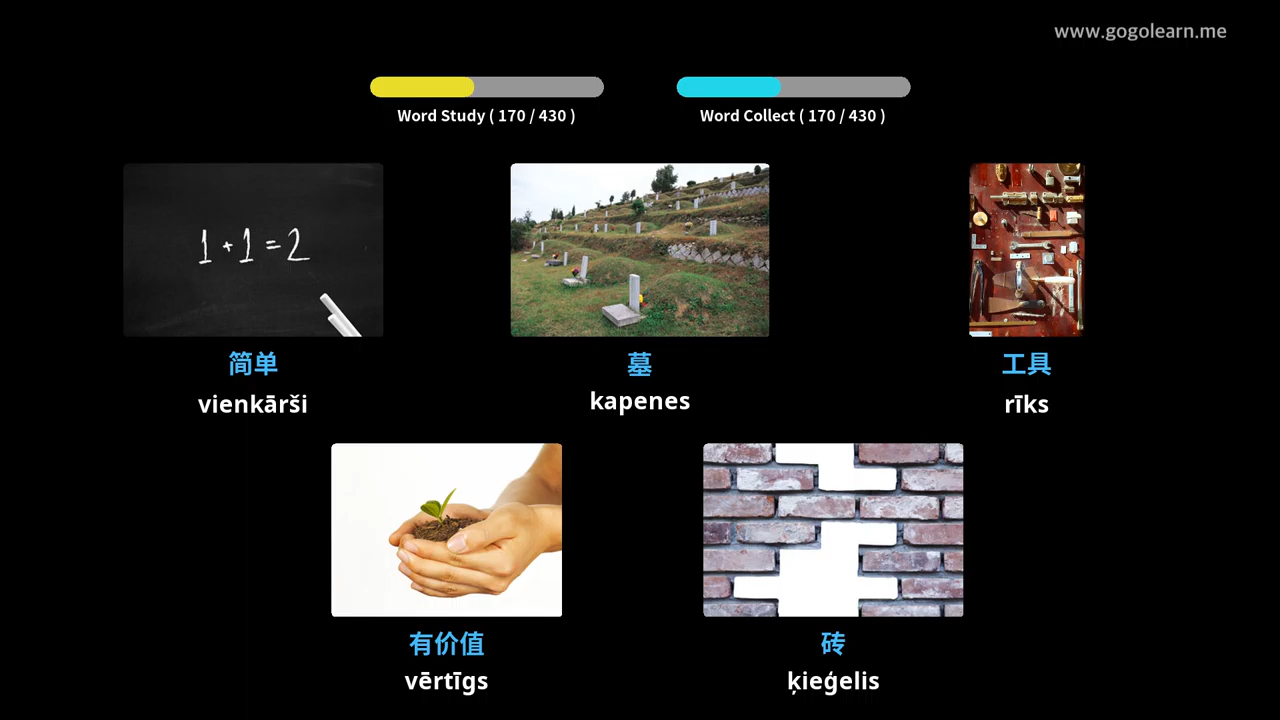 www.gogolearn.me
Word Study ( 170 / 430 )
Word Collect ( 170 / 430 )
1 + 1 = 2
简单
vienkārši
墓
kapenes
工具
rīks
有价值
vērtīgs
砖
ķieģelis